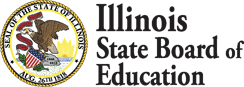 SEAL OF THE STATE OF ILLINOIS
AUG. 26TH 1818
Illinois
State Board of
Education